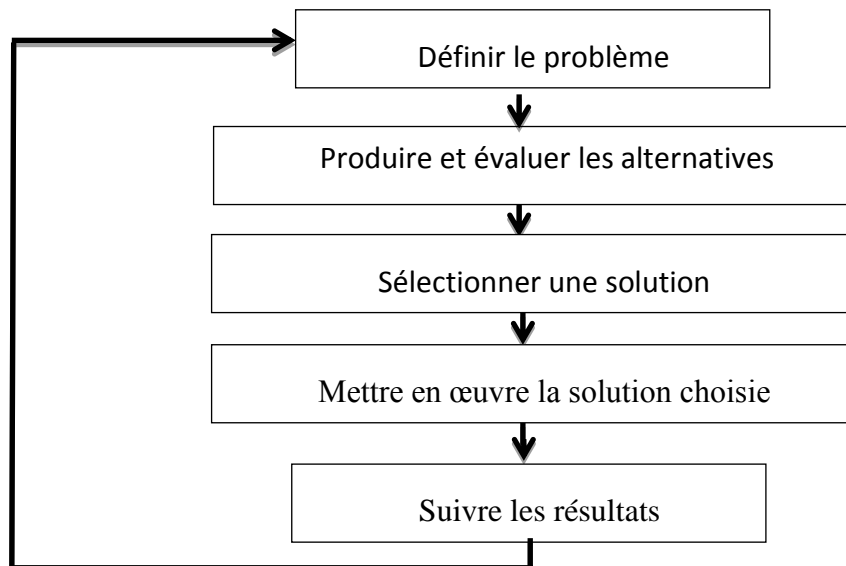 Définir le problème
Produire et évaluer les alternatives
Sélectionner une solution
Mettre en œuvre la solution choisie
Suivre les résultats